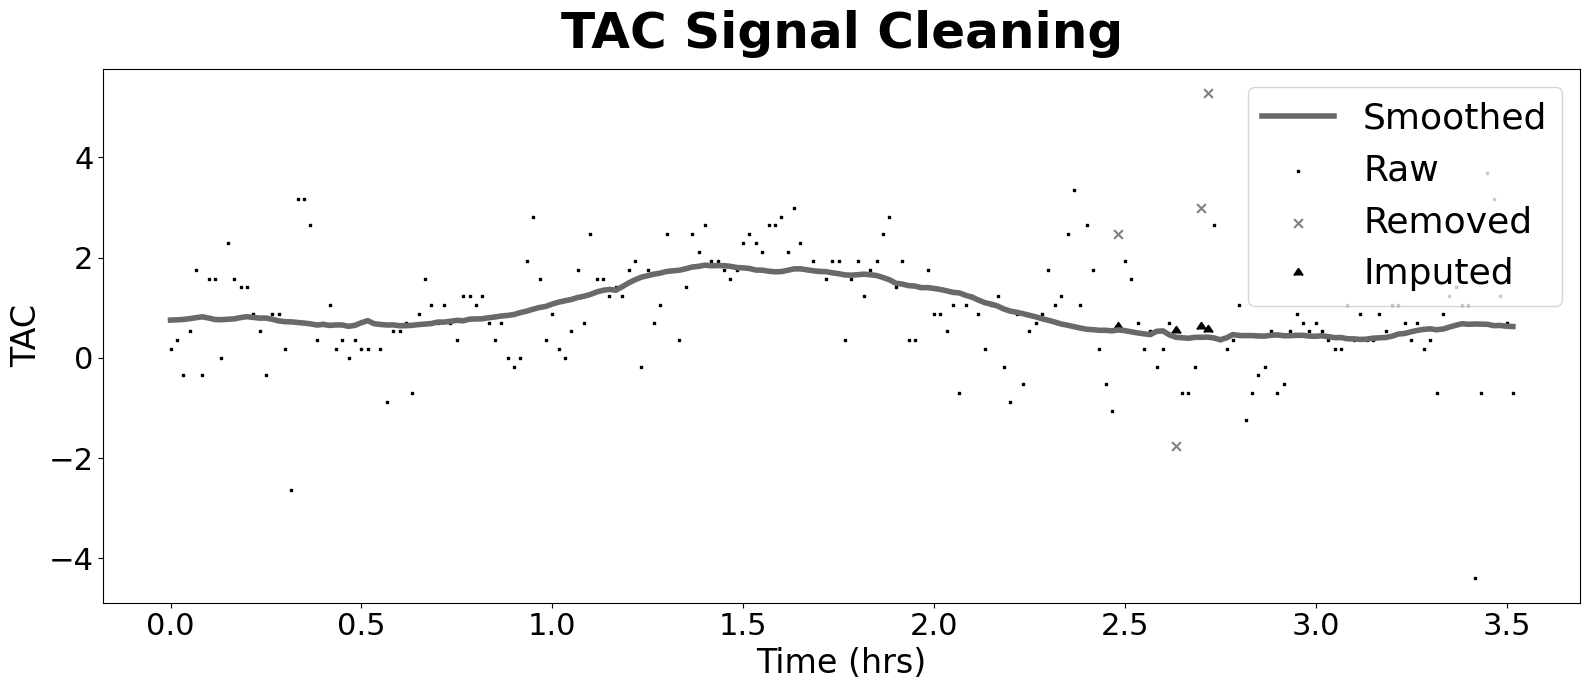 TAC Signal Cleaning
Smoothed
Raw
Removed
Imputed
TAC
4
2
0
−2
−4
0.0 0.5 1.0 1.5 2.0 2.5 3.0 3.5
Time (hrs)